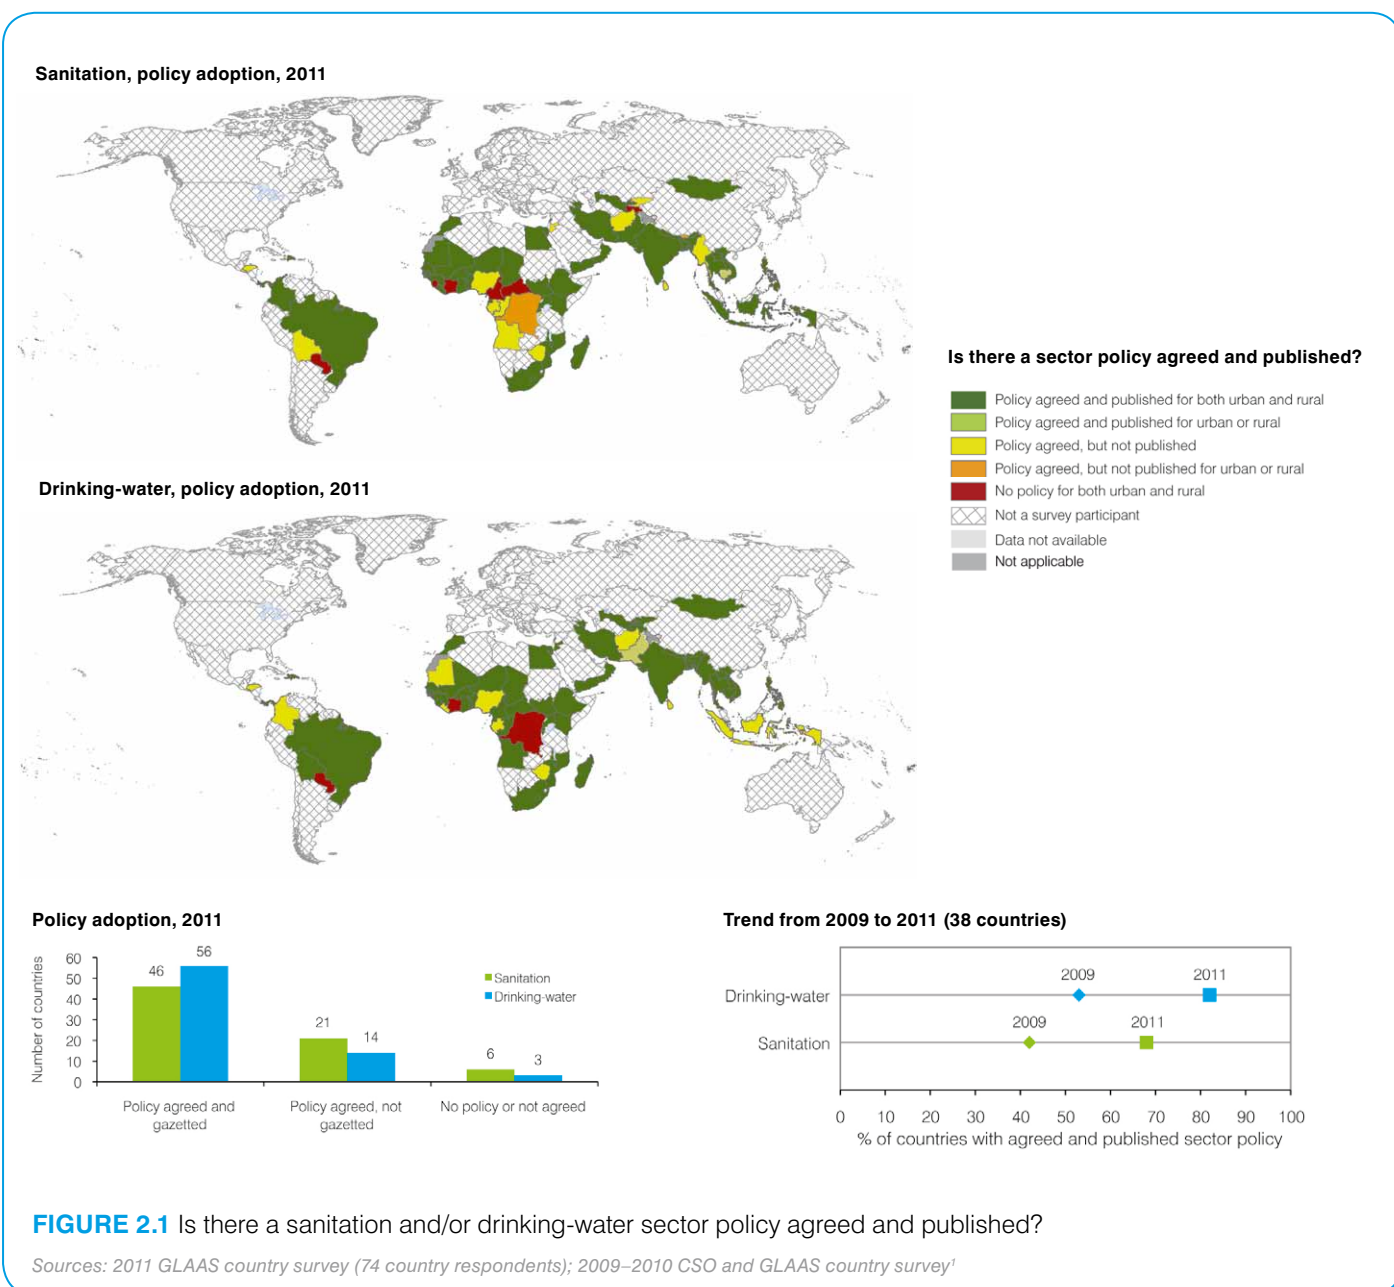 Sanitation, policy adoption, 2011
Is there a sector policy agreed and published?
Policy agreed and published for both urban and rural
Policy agreed and published for urban or rural
Policy agreed, but not published
Policy agreed, but not published for urban or rural
No policy for both urban and rural
Not a survey participant
Data not available
Not applicable
Drinking-water, policy adoption, 2011
Policy adoption, 2011
Number of countries
60
50
40
30
20
10
0
46
56
21
14
6
3
Sanitation
Drinking-water
Policy agreed and
gazetted
Policy agreed, not
gazetted
No policy or not agreed
Trend from 2009 to 2011 (38 countries)
2009
2011
Drinking-water
2009
2011
Sanitation
0 10 20 30 40 50 60 70 80 90 100
% of countries with agreed and published sector policy
FIGURE 2.1 Is there a sanitation and/or drinking-water sector policy agreed and published?
Sources: 2011 GLAAS country survey (74 country respondents); 2009–2010 CSO and GLAAS country survey¹